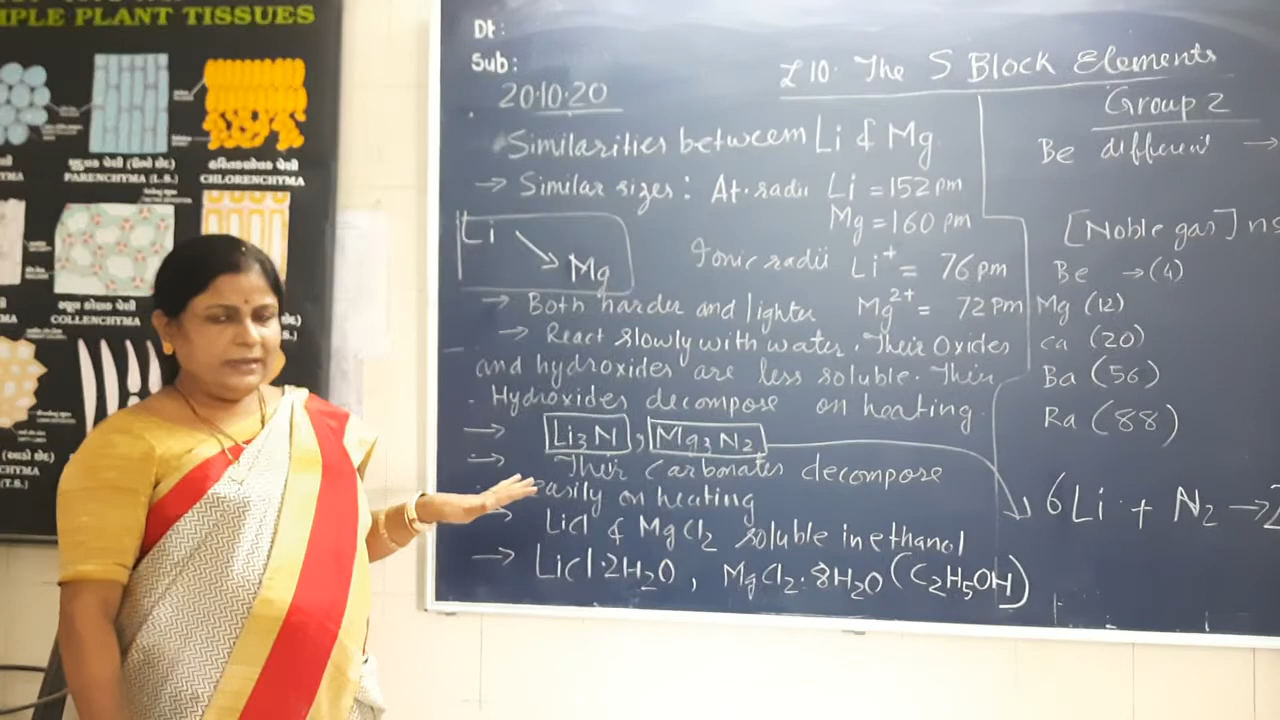 MPLE PLANT TISSUES
PARENCHYMA (L.S.)
CHLORENCHYMA
સ્થૂલ કોણક પેશી
COLLENCHYMA
(T.S.)
Dt:
Sub:
20.10.20
L 10. The S Block Elements
Similarities between Li & Mg
→ Similar sizes: At. radii Li = 152 pm
Mg = 160 pm
Li → Mg
Ionic radii Li⁺ = 76 pm
→ Both harder and lighter Mg²⁺ = 72 pm
→ React slowly with water. Their Oxides
and hydroxides are less soluble. Their
Hydroxides decompose on heating.
→ Li₃N, Mg₃N₂
→ Their carbonates decompose
easily on heating
→ LiCl & MgCl₂ soluble in ethanol
→ LiCl·2H₂O, MgCl₂·8H₂O (C₂H₅OH)
Group 2
Be different →
[Noble gas] ns
Be → (4)
Mg (12)
Ca (20)
Ba (56)
Ra (88)
6Li + N₂ → 2